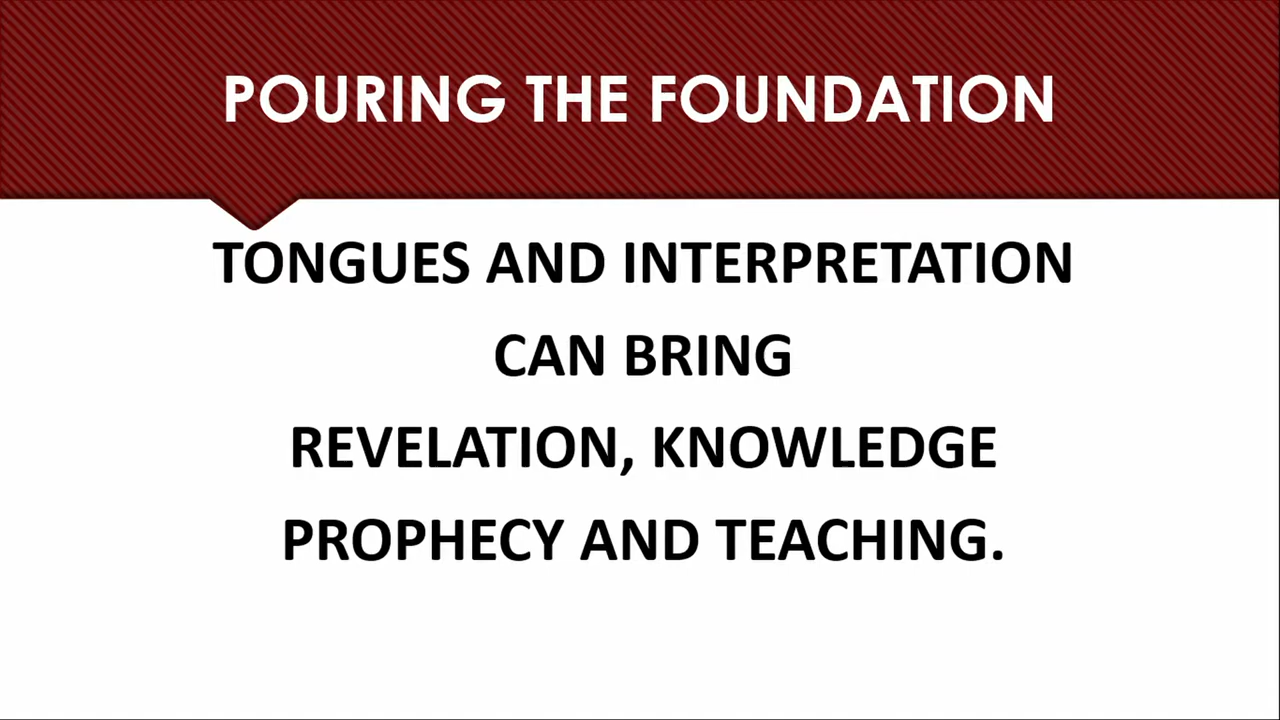 POURING THE FOUNDATION
TONGUES AND INTERPRETATION
CAN BRING
REVELATION, KNOWLEDGE
PROPHECY AND TEACHING.